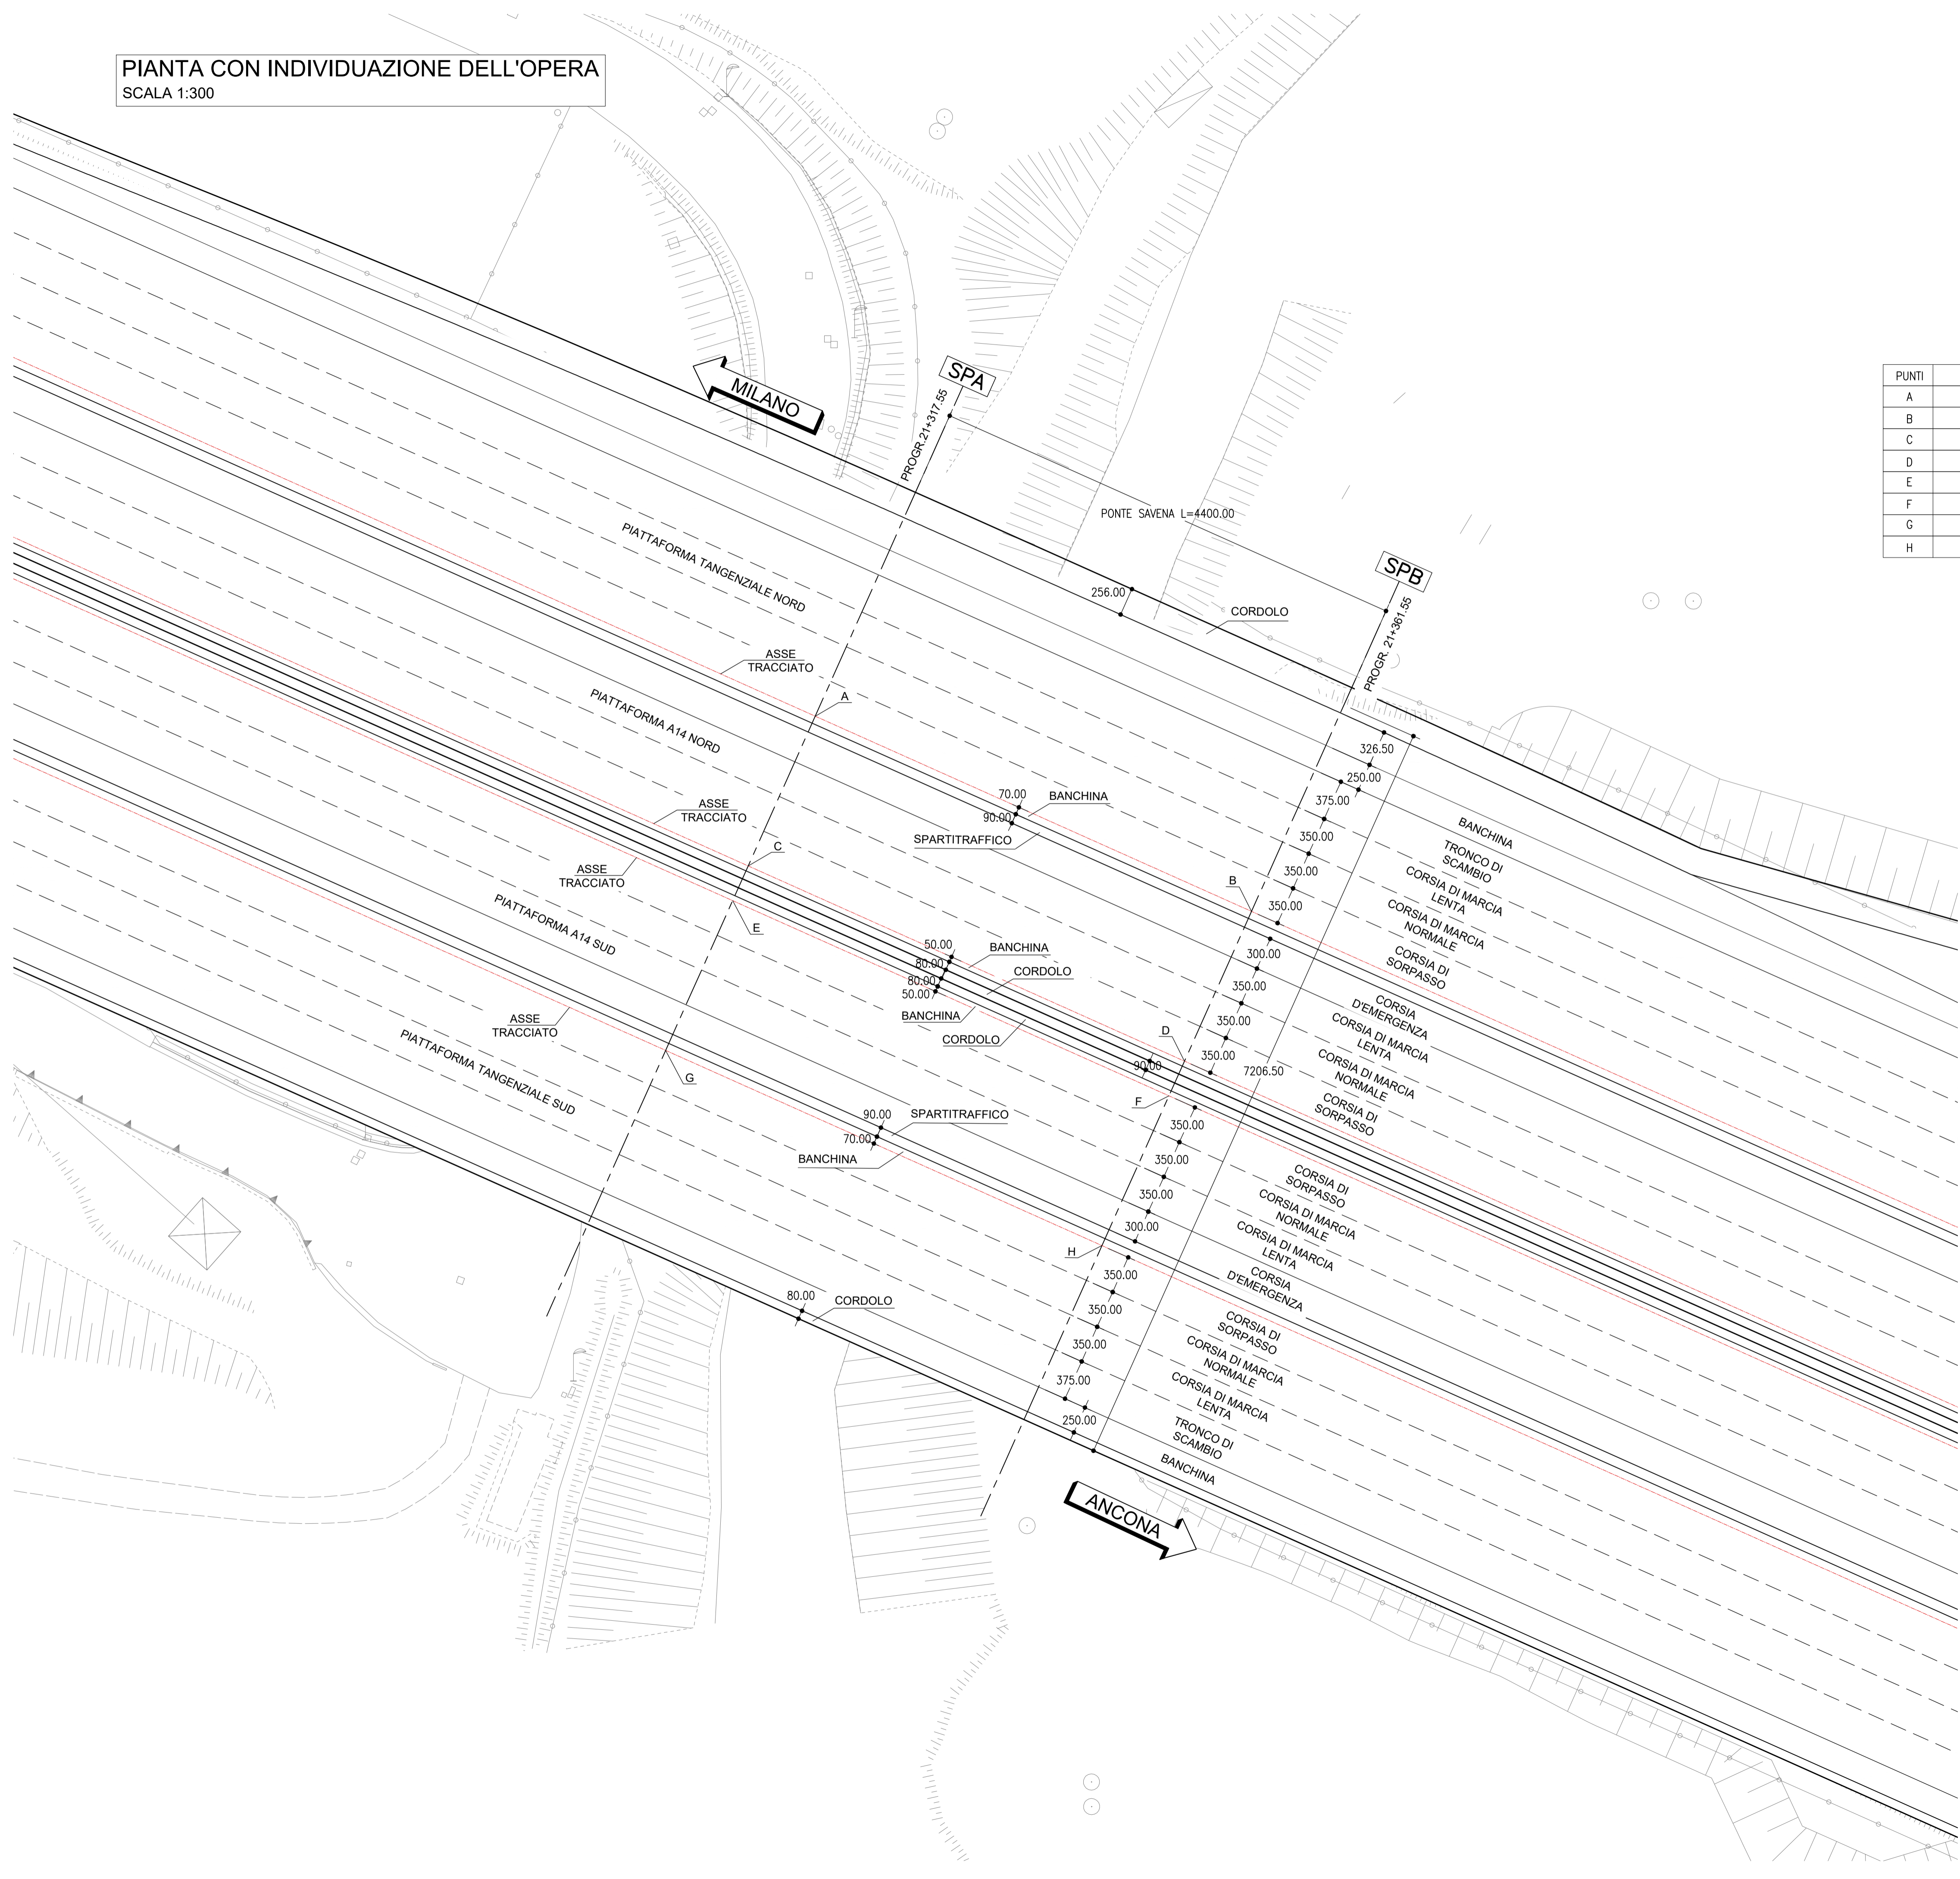 PIANTA CON INDIVIDUAZIONE DELL'OPERA
SCALA 1:300
MILANO
SPA
PROGR.21+317.55
PONTE SAVENA L=4400.00
SPB
PROGR. 21+361.55
256.00
CORDOLO
PUNTI
A
B
C
D
E
F
G
H
PIATTAFORMA TANGENZIALE NORD
ASSE
TRACCIATO
A
PIATTAFORMA A14 NORD
ASSE
TRACCIATO
C
ASSE
TRACCIATO
E
PIATTAFORMA A14 SUD
ASSE
TRACCIATO
G
PIATTAFORMA TANGENZIALE SUD
70.00
90.00
BANCHINA
SPARTITRAFFICO
B
50.00
80.00
80.00
50.00
BANCHINA
CORDOLO
BANCHINA
CORDOLO
D
90.00
F
90.00
70.00
SPARTITRAFFICO
BANCHINA
H
80.00
CORDOLO
326.50
250.00
375.00
350.00
350.00
350.00
300.00
350.00
350.00
350.00
7206.50
350.00
350.00
350.00
300.00
350.00
350.00
350.00
375.00
250.00
BANCHINA
TRONCO DI
SCAMBIO
CORSIA DI MARCIA
LENTA
CORSIA DI MARCIA
NORMALE
CORSIA DI
SORPASSO
CORSIA
D'EMERGENZA
CORSIA DI MARCIA
LENTA
CORSIA DI MARCIA
NORMALE
CORSIA DI
SORPASSO
CORSIA DI
SORPASSO
CORSIA DI MARCIA
NORMALE
CORSIA DI MARCIA
LENTA
CORSIA
D'EMERGENZA
CORSIA DI
SORPASSO
CORSIA DI MARCIA
NORMALE
CORSIA DI MARCIA
LENTA
TRONCO DI
SCAMBIO
BANCHINA
ANCONA